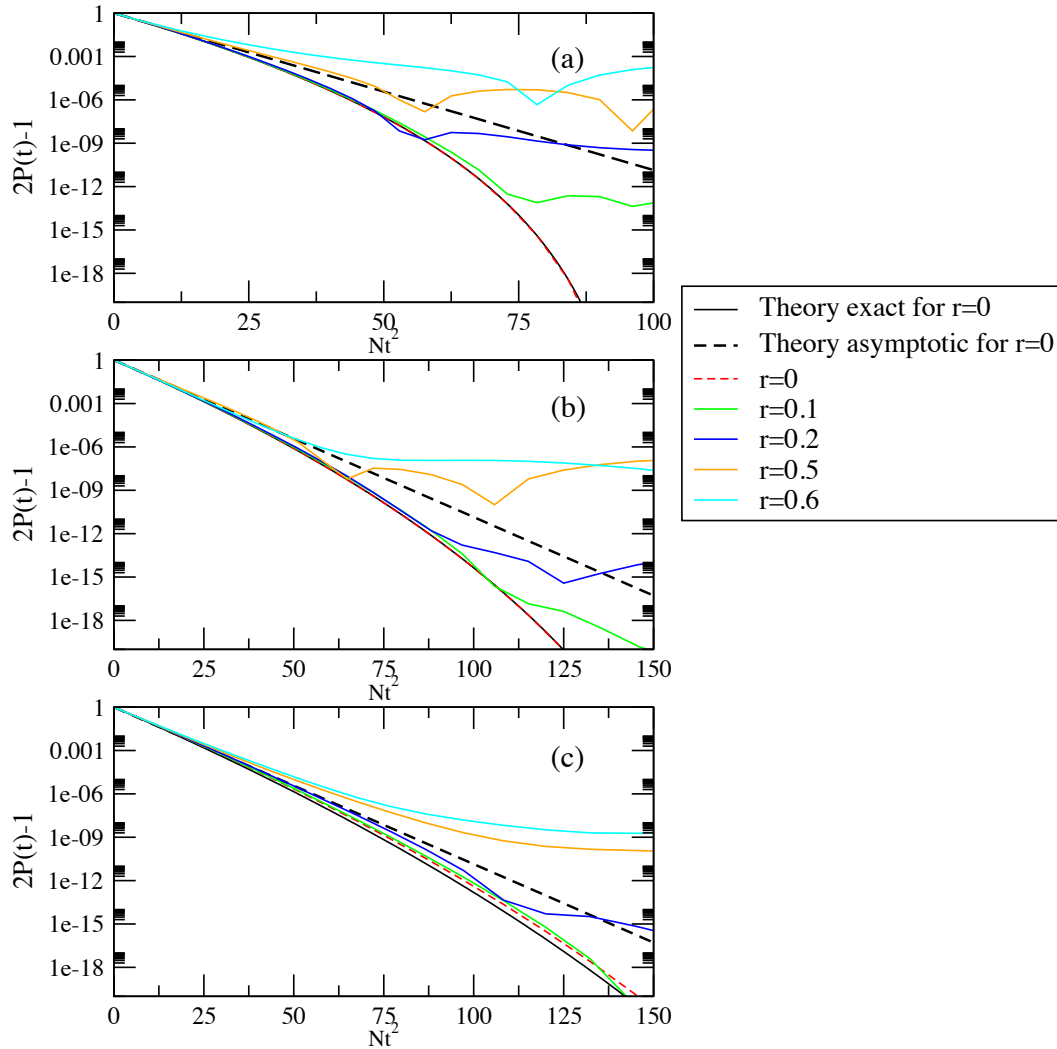 1
0.001
1e-06
1e-09
1e-12
1e-15
1e-18
2P(t)-1
(a)
0
25
50
75
100
Nt²
1
0.001
1e-06
1e-09
1e-12
1e-15
1e-18
2P(t)-1
(b)
0
25
50
75
100
125
150
Nt²
1
0.001
1e-06
1e-09
1e-12
1e-15
1e-18
2P(t)-1
(c)
0
25
50
75
100
125
150
Nt²
Theory exact for r=0
Theory asymptotic for r=0
r=0
r=0.1
r=0.2
r=0.5
r=0.6